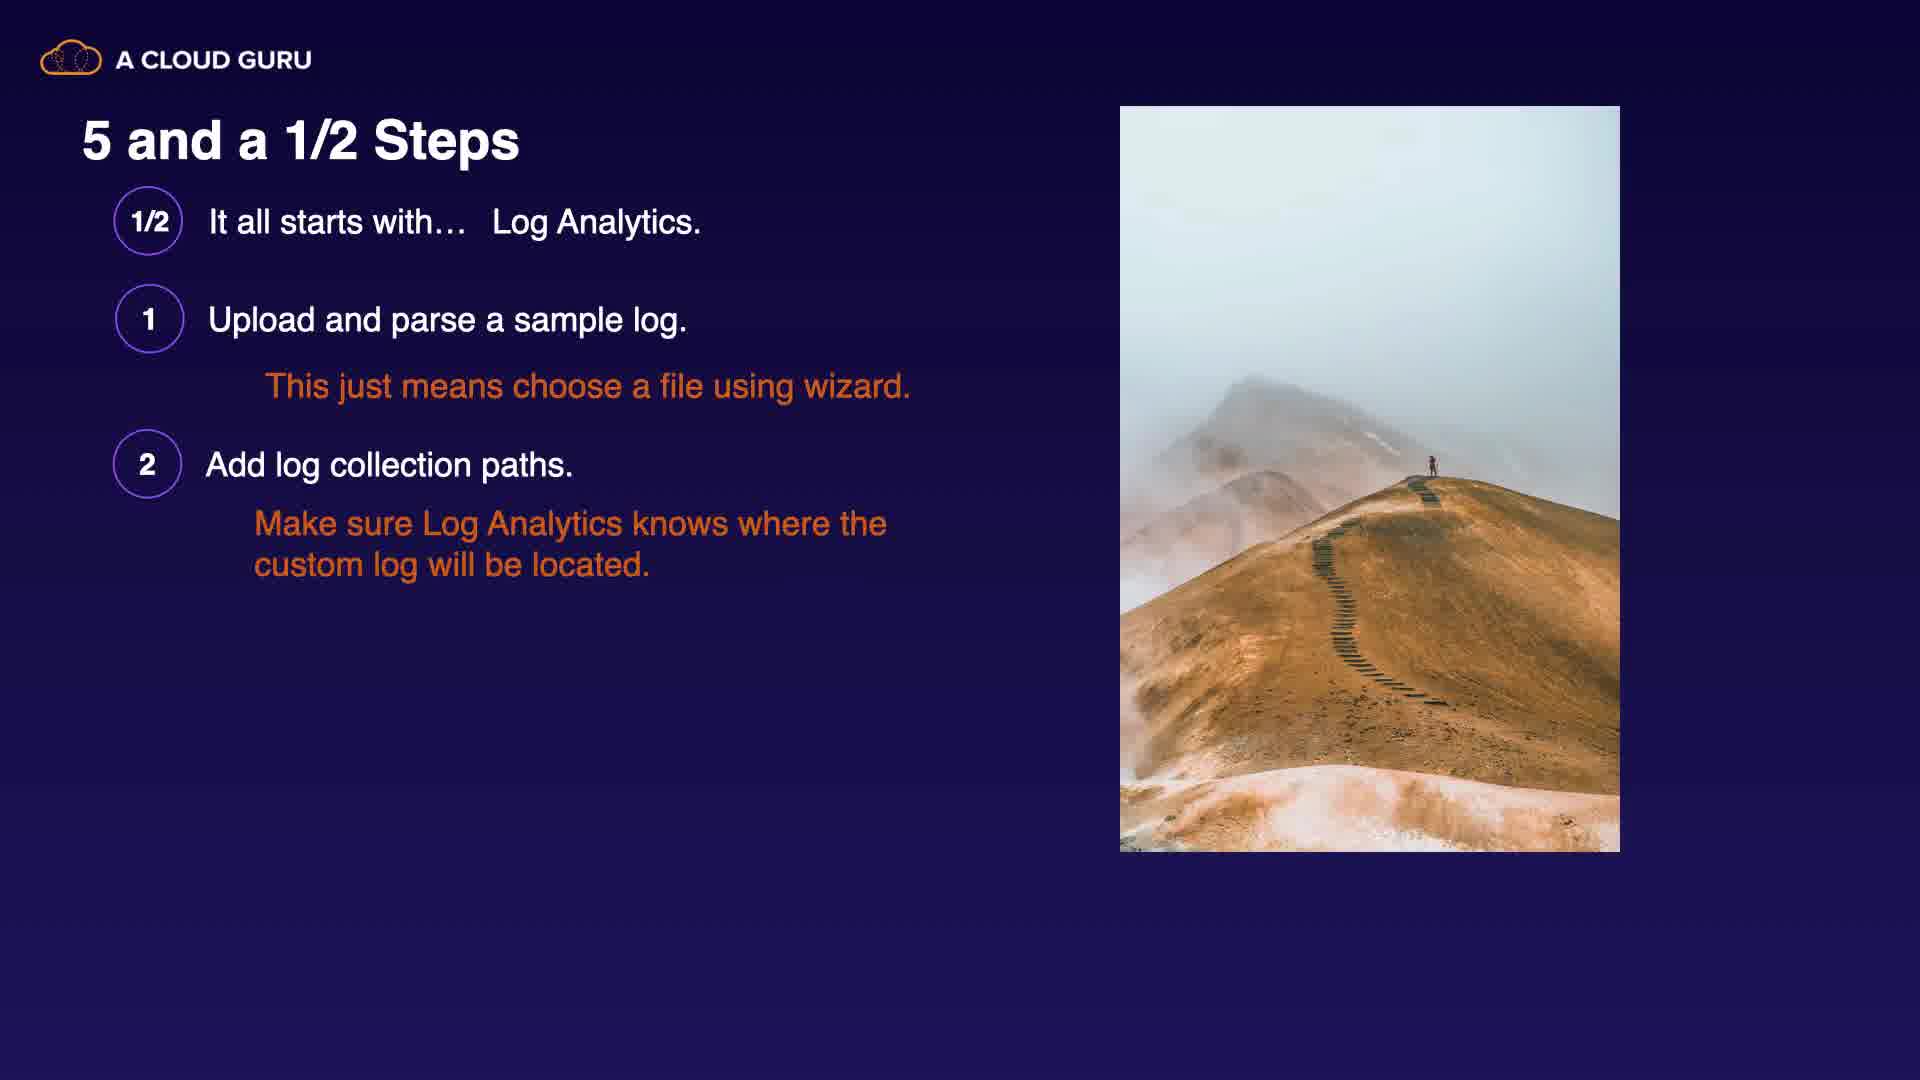 A CLOUD GURU
5 and a 1/2 Steps
1/2 It all starts with… Log Analytics.
1 Upload and parse a sample log.
This just means choose a file using wizard.
2 Add log collection paths.
Make sure Log Analytics knows where the
custom log will be located.